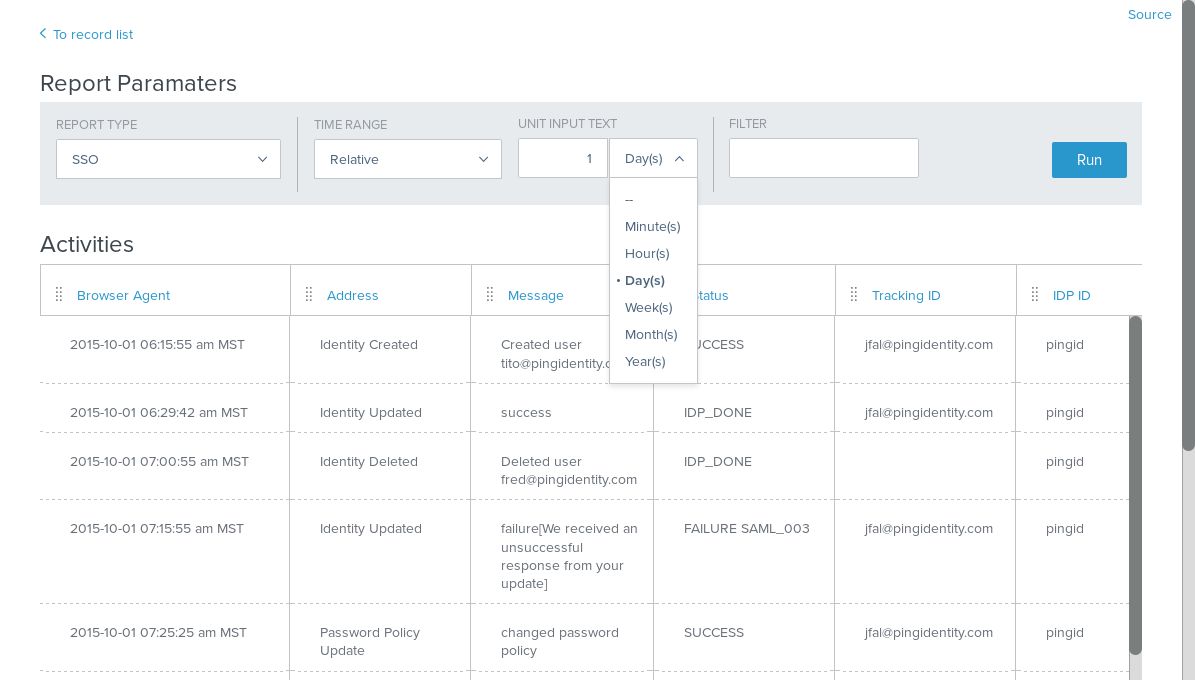 Source
To record list
Report Paramaters
REPORT TYPE
TIME RANGE
UNIT INPUT TEXT
FILTER
SSO
Relative
1
Day(s)
Run
--
Minute(s)
Hour(s)
• Day(s)
Week(s)
Month(s)
Year(s)
Activities
Browser Agent
Address
Message
tatus
Tracking ID
IDP ID
2015-10-01 06:15:55 am MST
Identity Created
Created user
tito@pingidentity.c
UCCESS
jfal@pingidentity.com
pingid
2015-10-01 06:29:42 am MST
Identity Updated
success
IDP_DONE
jfal@pingidentity.com
pingid
2015-10-01 07:00:55 am MST
Identity Deleted
Deleted user
fred@pingidentity.com
IDP_DONE
pingid
2015-10-01 07:15:55 am MST
Identity Updated
failure[We received an
unsuccessful
response from your
update]
FAILURE SAML_003
jfal@pingidentity.com
pingid
2015-10-01 07:25:25 am MST
Password Policy
Update
changed password
policy
SUCCESS
jfal@pingidentity.com
pingid